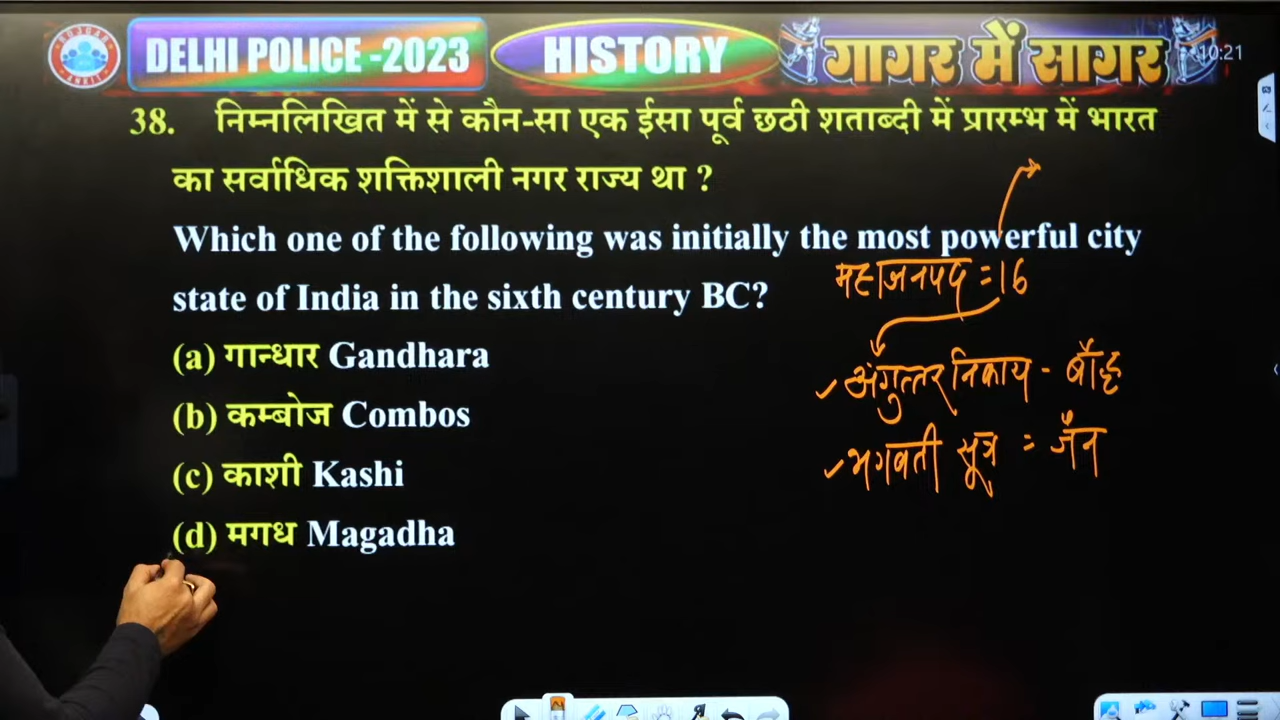 ROJGAR
ANKIT
DELHI POLICE -2023
HISTORY
गागर में सागर
10:21
38. निम्नलिखित में से कौन-सा एक ईसा पूर्व छठी शताब्दी में प्रारम्भ में भारत
का सर्वाधिक शक्तिशाली नगर राज्य था ?
Which one of the following was initially the most powerful city
state of India in the sixth century BC?
(a) गान्धार Gandhara
(b) कम्बोज Combos
(c) काशी Kashi
(d) मगध Magadha
महाजनपद = 16
अंगुत्तर निकाय - बौद्ध
भगवती सूत्र = जैन